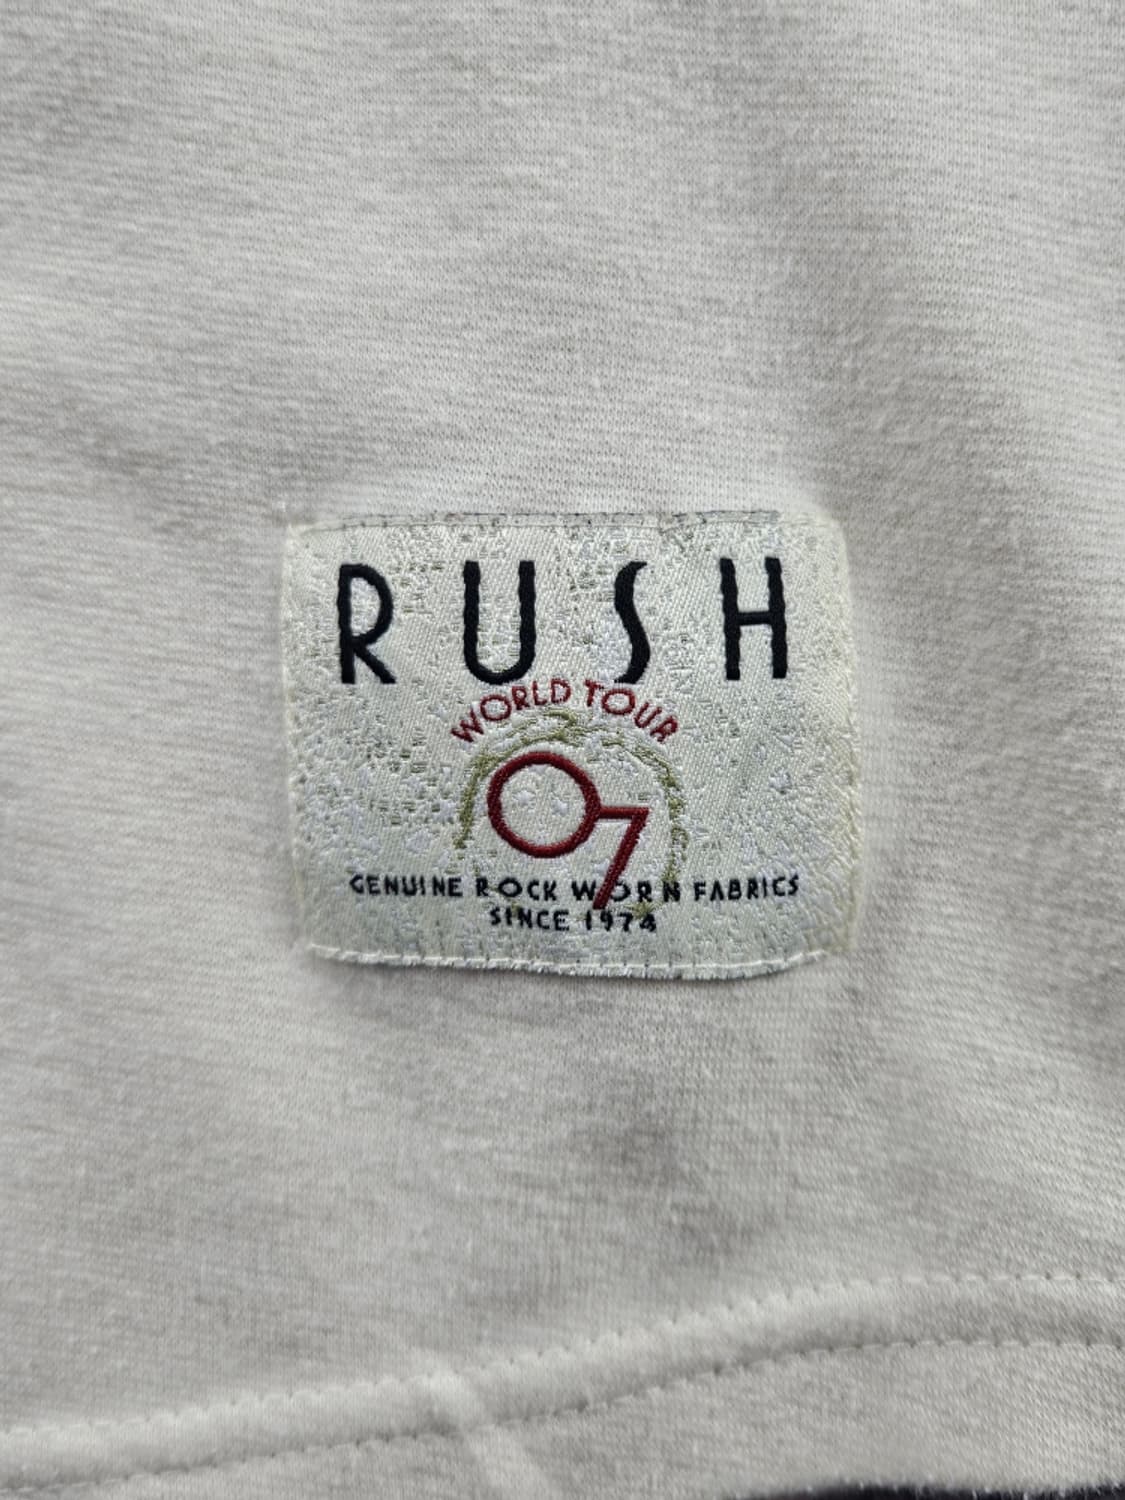 RUSH
WORLD TOUR
07
GENUINE ROCK WORN FABRICS
SINCE 1974